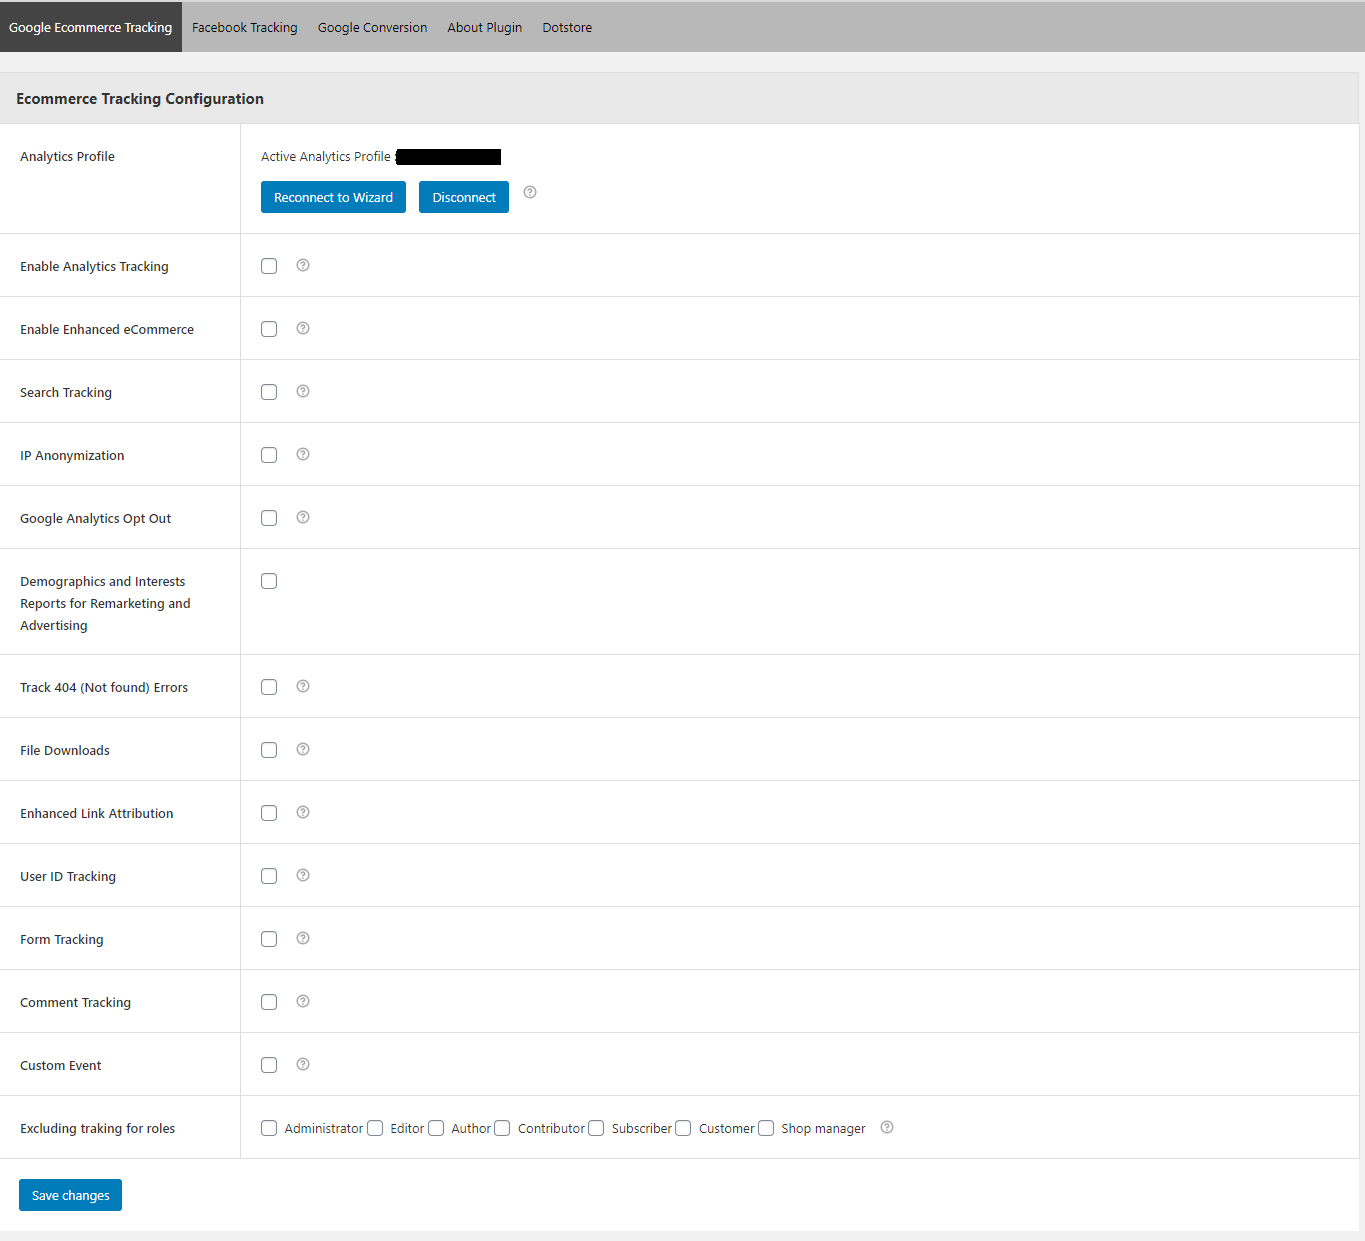 Google Ecommerce Tracking Facebook Tracking Google Conversion About Plugin Dotstore
Ecommerce Tracking Configuration
Analytics Profile
Active Analytics Profile :
Reconnect to Wizard Disconnect
Enable Analytics Tracking
Enable Enhanced eCommerce
Search Tracking
IP Anonymization
Google Analytics Opt Out
Demographics and Interests
Reports for Remarketing and
Advertising
Track 404 (Not found) Errors
File Downloads
Enhanced Link Attribution
User ID Tracking
Form Tracking
Comment Tracking
Custom Event
Excluding traking for roles
Administrator Editor Author Contributor Subscriber Customer Shop manager
Save changes